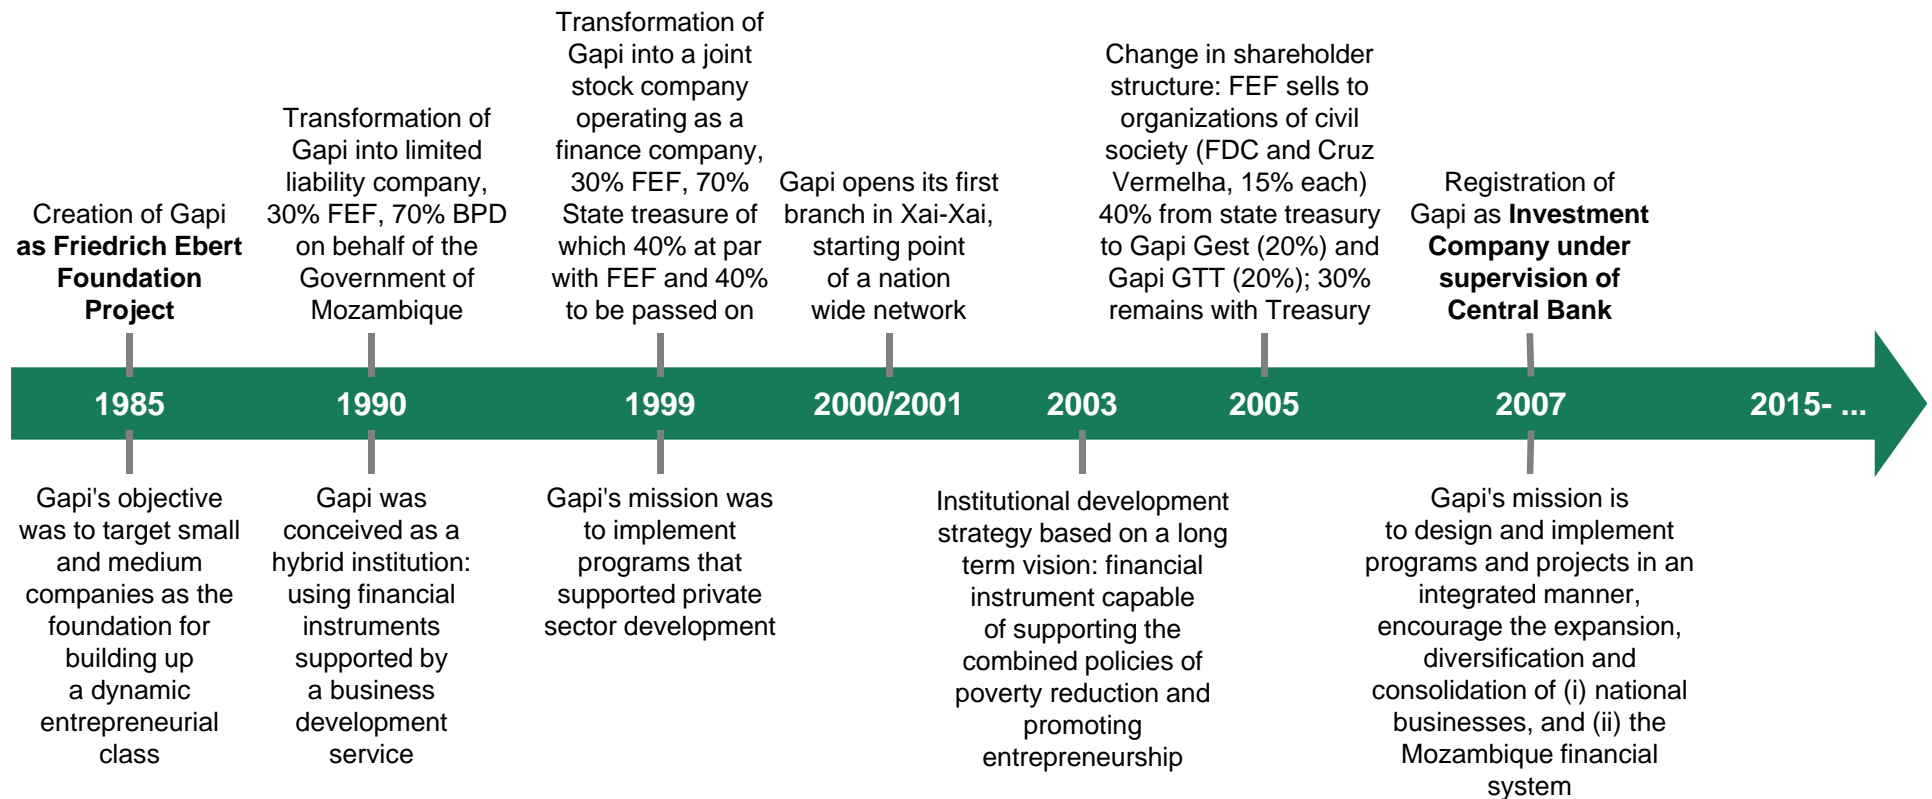 Creation of Gapi
as Friedrich Ebert
Foundation
Project
Transformation of
Gapi into limited
liability company,
30% FEF, 70% BPD
on behalf of the
Government of
Mozambique
Transformation of
Gapi into a joint
stock company
operating as a
finance company,
30% FEF, 70%
State treasure of
which 40% at par
with FEF and 40%
to be passed on
Gapi opens its first
branch in Xai-Xai,
starting point
of a nation
wide network
Change in shareholder
structure: FEF sells to
organizations of civil
society (FDC and Cruz
Vermelha, 15% each)
40% from state treasury
to Gapi Gest (20%) and
Gapi GTT (20%); 30%
remains with Treasury
Registration of
Gapi as Investment
Company under
supervision of
Central Bank
1985
1990
1999
2000/2001
2003
2005
2007
2015- ...
Gapi's objective
was to target small
and medium
companies as the
foundation for
building up
a dynamic
entrepreneurial
class
Gapi was
conceived as a
hybrid institution:
using financial
instruments
supported by
a business
development
service
Gapi's mission was
to implement
programs that
supported private
sector development
Institutional development
strategy based on a long
term vision: financial
instrument capable
of supporting the
combined policies of
poverty reduction and
promoting
entrepreneurship
Gapi's mission is
to design and implement
programs and projects in an
integrated manner,
encourage the expansion,
diversification and
consolidation of (i) national
businesses, and (ii) the
Mozambique financial
system